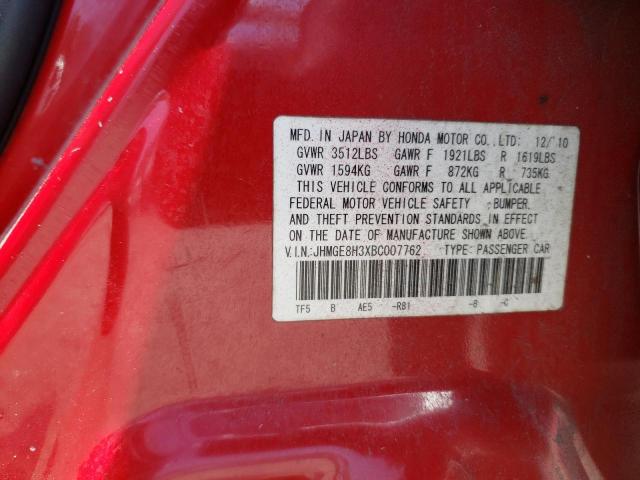 MFD. IN JAPAN BY HONDA MOTOR CO., LTD. 12/'10
GVWR 3512LBS GAWR F 1921LBS R 1619LBS
GVWR 1594KG GAWR F 872KG R 735KG
THIS VEHICLE CONFORMS TO ALL APPLICABLE
FEDERAL MOTOR VEHICLE SAFETY , BUMPER,
AND THEFT PREVENTION STANDARDS IN EFFECT
ON THE DATE OF MANUFACTURE SHOWN ABOVE.
V.I.N.:JHMGE8H3XBC007762 TYPE: PASSENGER CAR
TF5 B AE5 -R81 -B -C